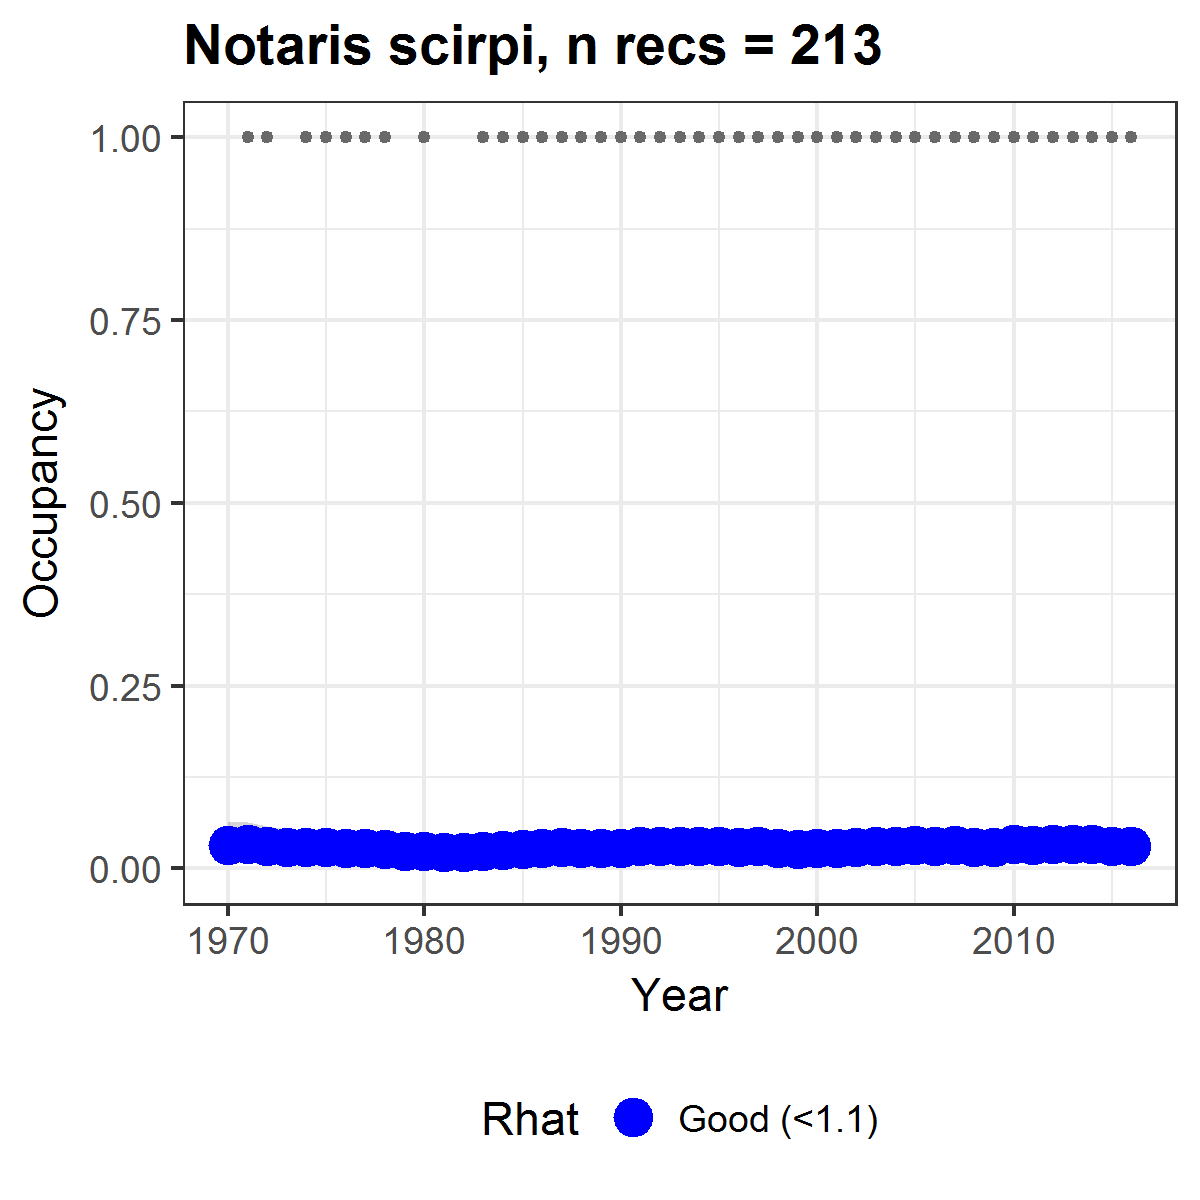 Notaris scirpi, n recs = 213
1.00
0.75
0.50
0.25
0.00
Occupancy
1970 1980 1990 2000 2010
Year
Rhat Good (<1.1)